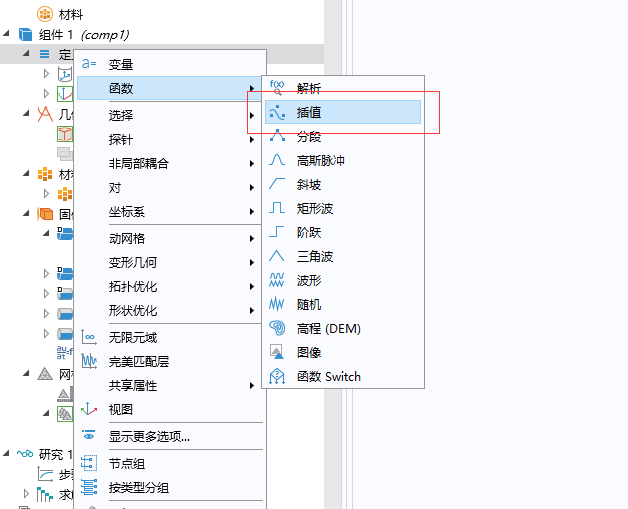 材料
组件 1 (comp1)
定
变量
函数
解析
选择
插值
几
探针
分段
非局部耦合
高斯脉冲
材
对
斜坡
坐标系
矩形波
固
动网格
阶跃
变形几何
三角波
拓扑优化
波形
形状优化
随机
无限元域
高程 (DEM)
完美匹配层
图像
网
共享属性
函数 Switch
视图
显示更多选项...
研究 1
节点组
步
按类型分组
求